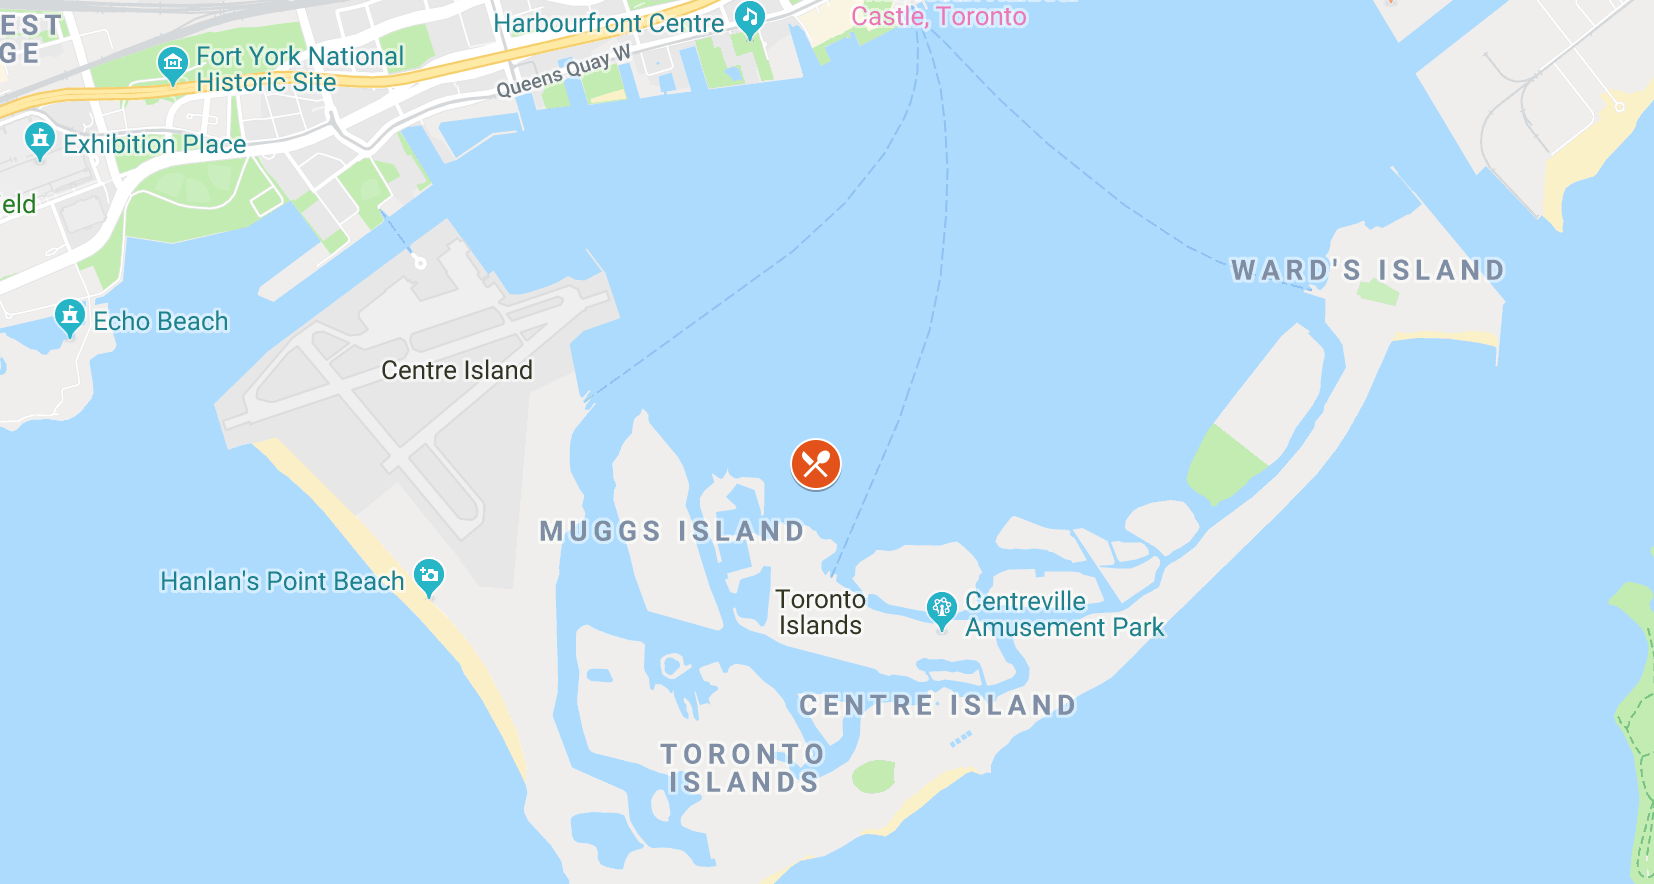 EST
GE
Harbourfront Centre
Castle, Toronto
Fort York National
Historic Site
Queens Quay W
Exhibition Place
eld
WARD'S ISLAND
Echo Beach
Centre Island
MUGGS ISLAND
Hanlan's Point Beach
Toronto
Islands
Centreville
Amusement Park
CENTRE ISLAND
TORONTO
ISLANDS